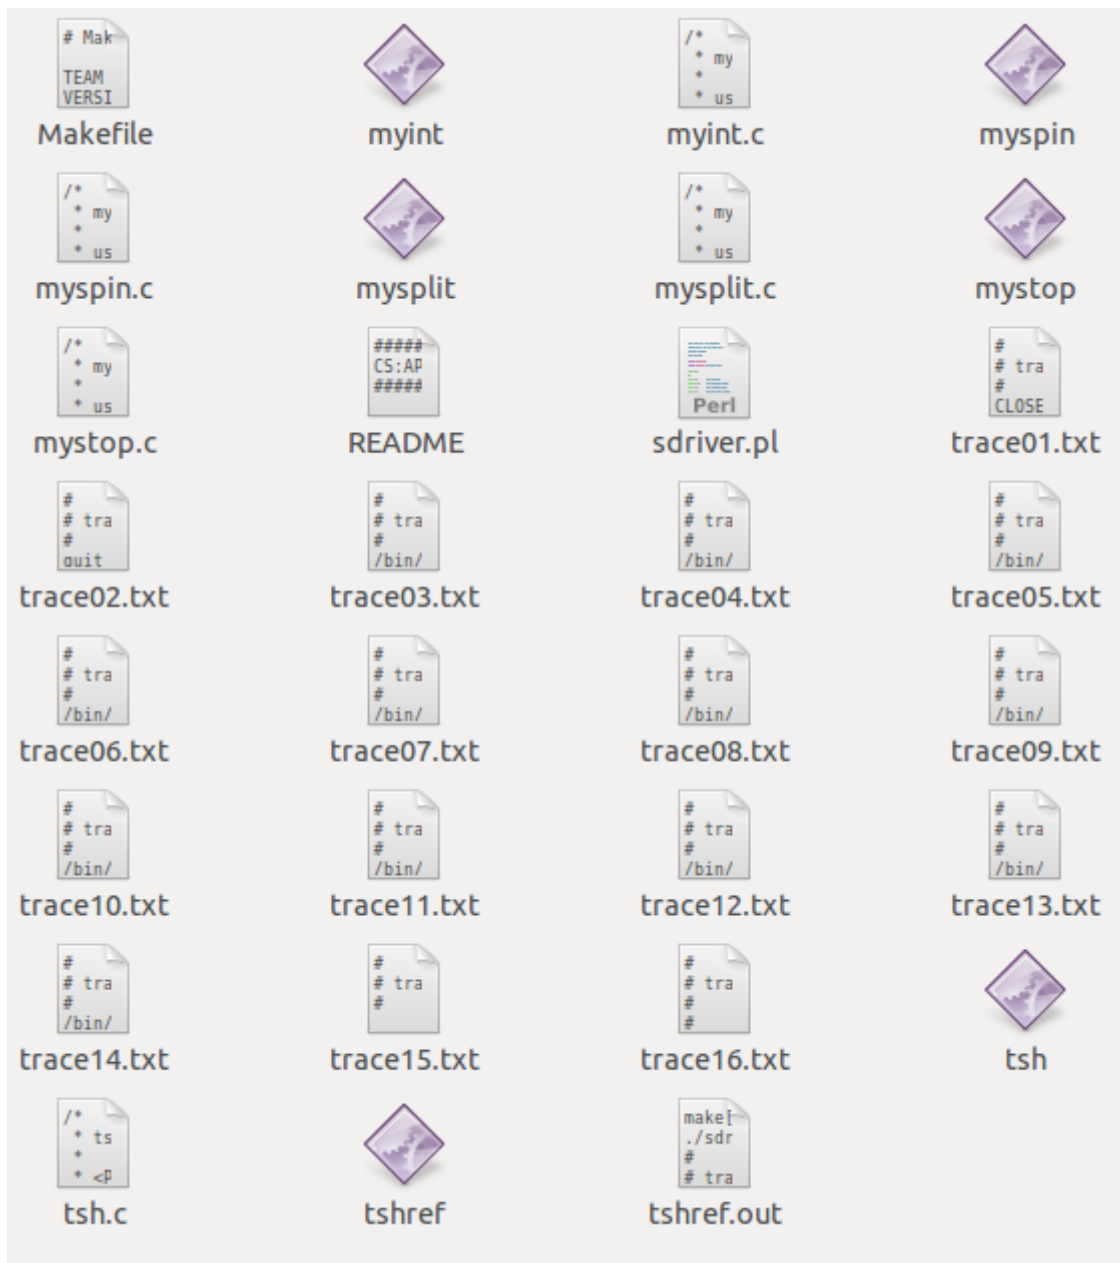 # Mak
TEAM
VERSI
Makefile
myint
/*
* my
*
* us
myint.c
myspin
/*
* my
*
* us
myspin.c
mysplit
/*
* my
*
* us
mysplit.c
mystop
/*
* my
*
* us
mystop.c
#####
CS:AP
#####
README
Perl
sdriver.pl
#
# tra
#
CLOSE
trace01.txt
#
# tra
#
quit
trace02.txt
#
# tra
#
/bin/
trace03.txt
#
# tra
#
/bin/
trace04.txt
#
# tra
#
/bin/
trace05.txt
#
# tra
#
/bin/
trace06.txt
#
# tra
#
/bin/
trace07.txt
#
# tra
#
/bin/
trace08.txt
#
# tra
#
/bin/
trace09.txt
#
# tra
#
/bin/
trace10.txt
#
# tra
#
/bin/
trace11.txt
#
# tra
#
/bin/
trace12.txt
#
# tra
#
/bin/
trace13.txt
#
# tra
#
/bin/
trace14.txt
#
# tra
#
trace15.txt
#
# tra
#
#
trace16.txt
tsh
/*
* ts
*
* <P
tsh.c
tshref
make[
./sdr
#
# tra
tshref.out